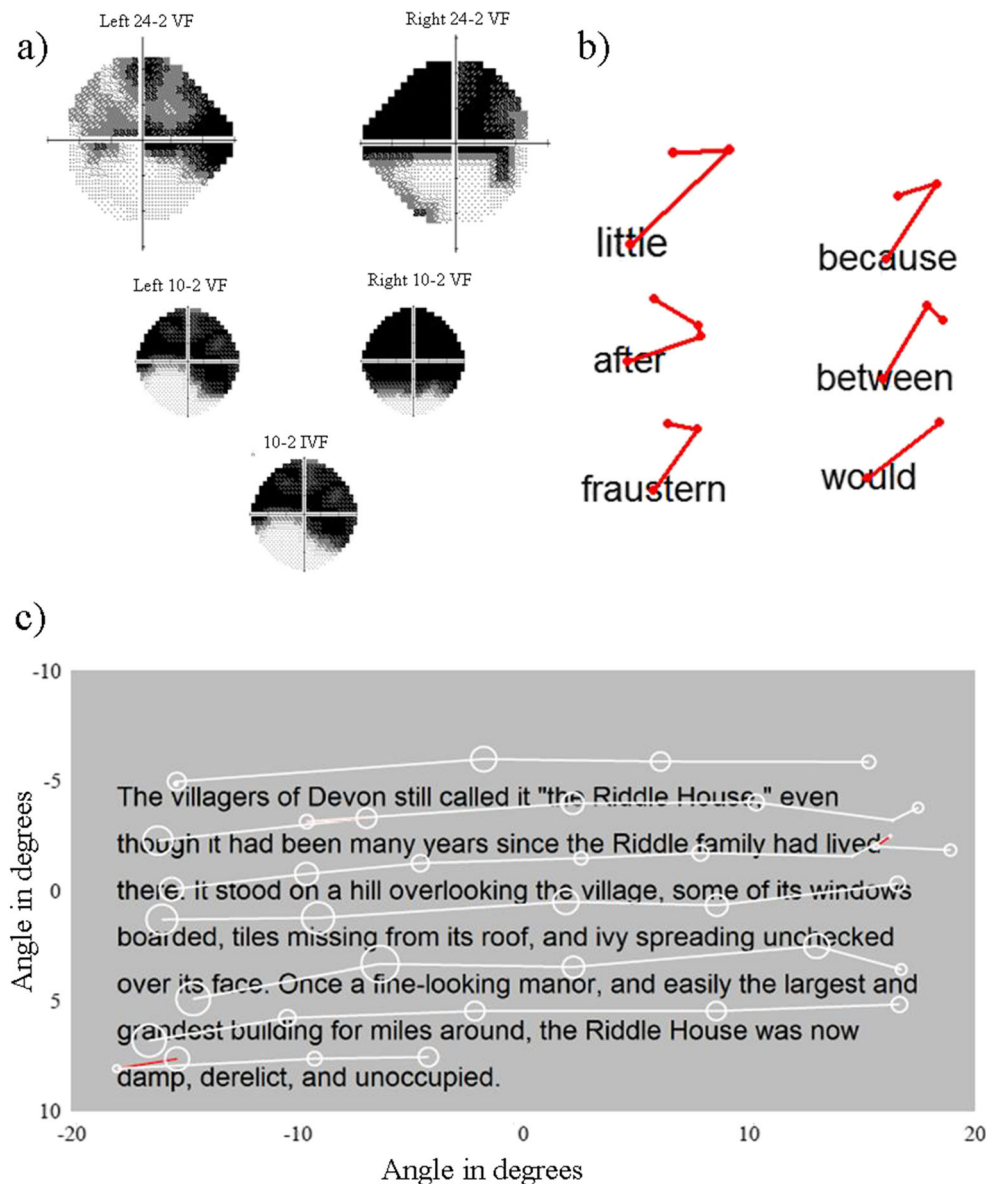 a)
Left 24-2 VF
Right 24-2 VF
b)
Left 10-2 VF
Right 10-2 VF
10-2 IVF
little
because
after
between
fraustern
would
c)
Angle in degrees
-10
-5
0
5
10
The villagers of Devon still called it "the Riddle House," even
though it had been many years since the Riddle family had lived
there. It stood on a hill overlooking the village, some of its windows
boarded, tiles missing from its roof, and ivy spreading unchecked
over its face. Once a fine-looking manor, and easily the largest and
grandest building for miles around, the Riddle House was now
damp, derelict, and unoccupied.
-20
-10
0
10
20
Angle in degrees